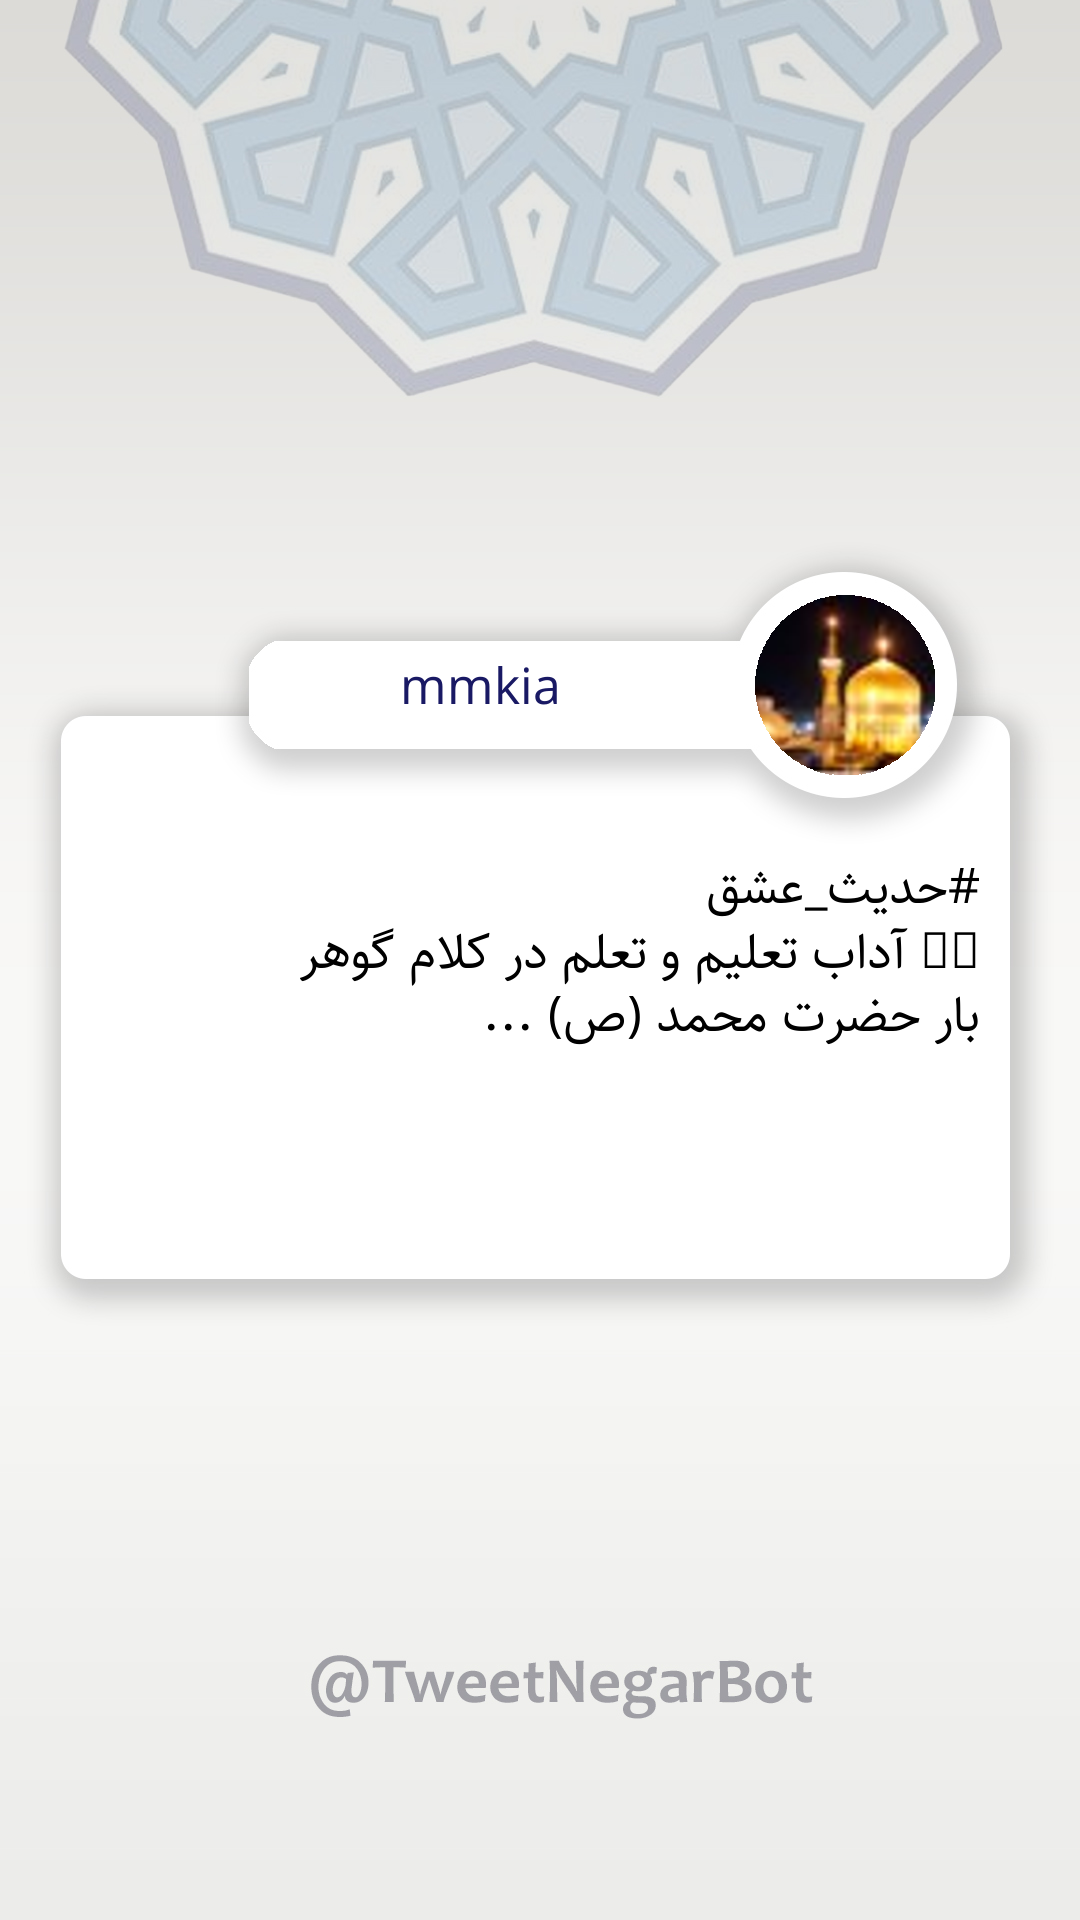 mmkia
#حدیث_عشق
آداب تعلیم و تعلم در کلام گوهر
بار حضرت محمد (ص) ...
@TweetNegarBot